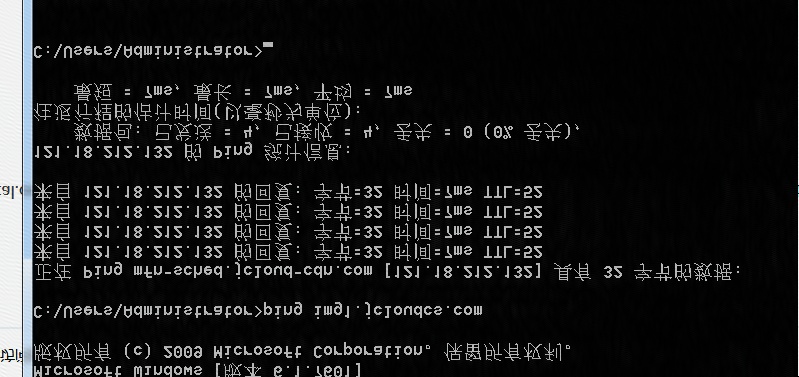 Microsoft Windows [版本 6.1.7601]
版权所有 (c) 2009 Microsoft Corporation。保留所有权利。
C:\Users\Administrator>ping img1.jcloudcs.com
正在 Ping mfn-sched.jcloud-cdn.com [121.18.212.132] 具有 32 字节的数据:
来自 121.18.212.132 的回复: 字节=32 时间=7ms TTL=52
来自 121.18.212.132 的回复: 字节=32 时间=7ms TTL=52
来自 121.18.212.132 的回复: 字节=32 时间=7ms TTL=52
来自 121.18.212.132 的回复: 字节=32 时间=7ms TTL=52
121.18.212.132 的 Ping 统计信息:
数据包: 已发送 = 4, 已接收 = 4, 丢失 = 0 (0% 丢失),
往返行程的估计时间(以毫秒为单位):
最短 = 7ms, 最长 = 7ms, 平均 = 7ms
C:\Users\Administrator>